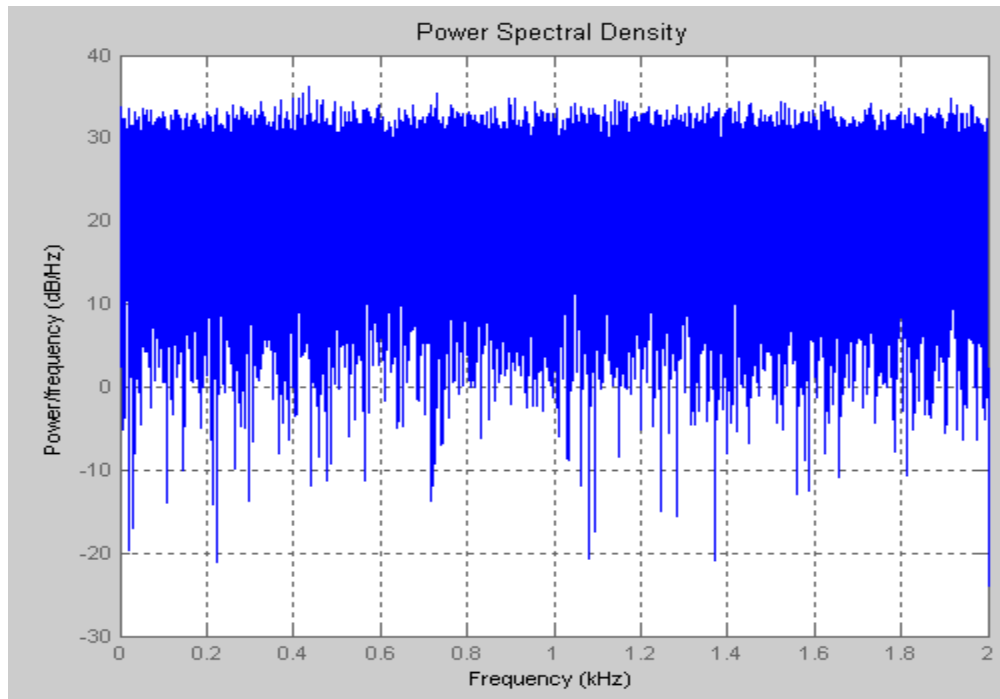 Power Spectral Density
40
30
20
10
0
-10
-20
-30
Power/frequency (dB/Hz)
0 0.2 0.4 0.6 0.8 1 1.2 1.4 1.6 1.8 2
Frequency (kHz)